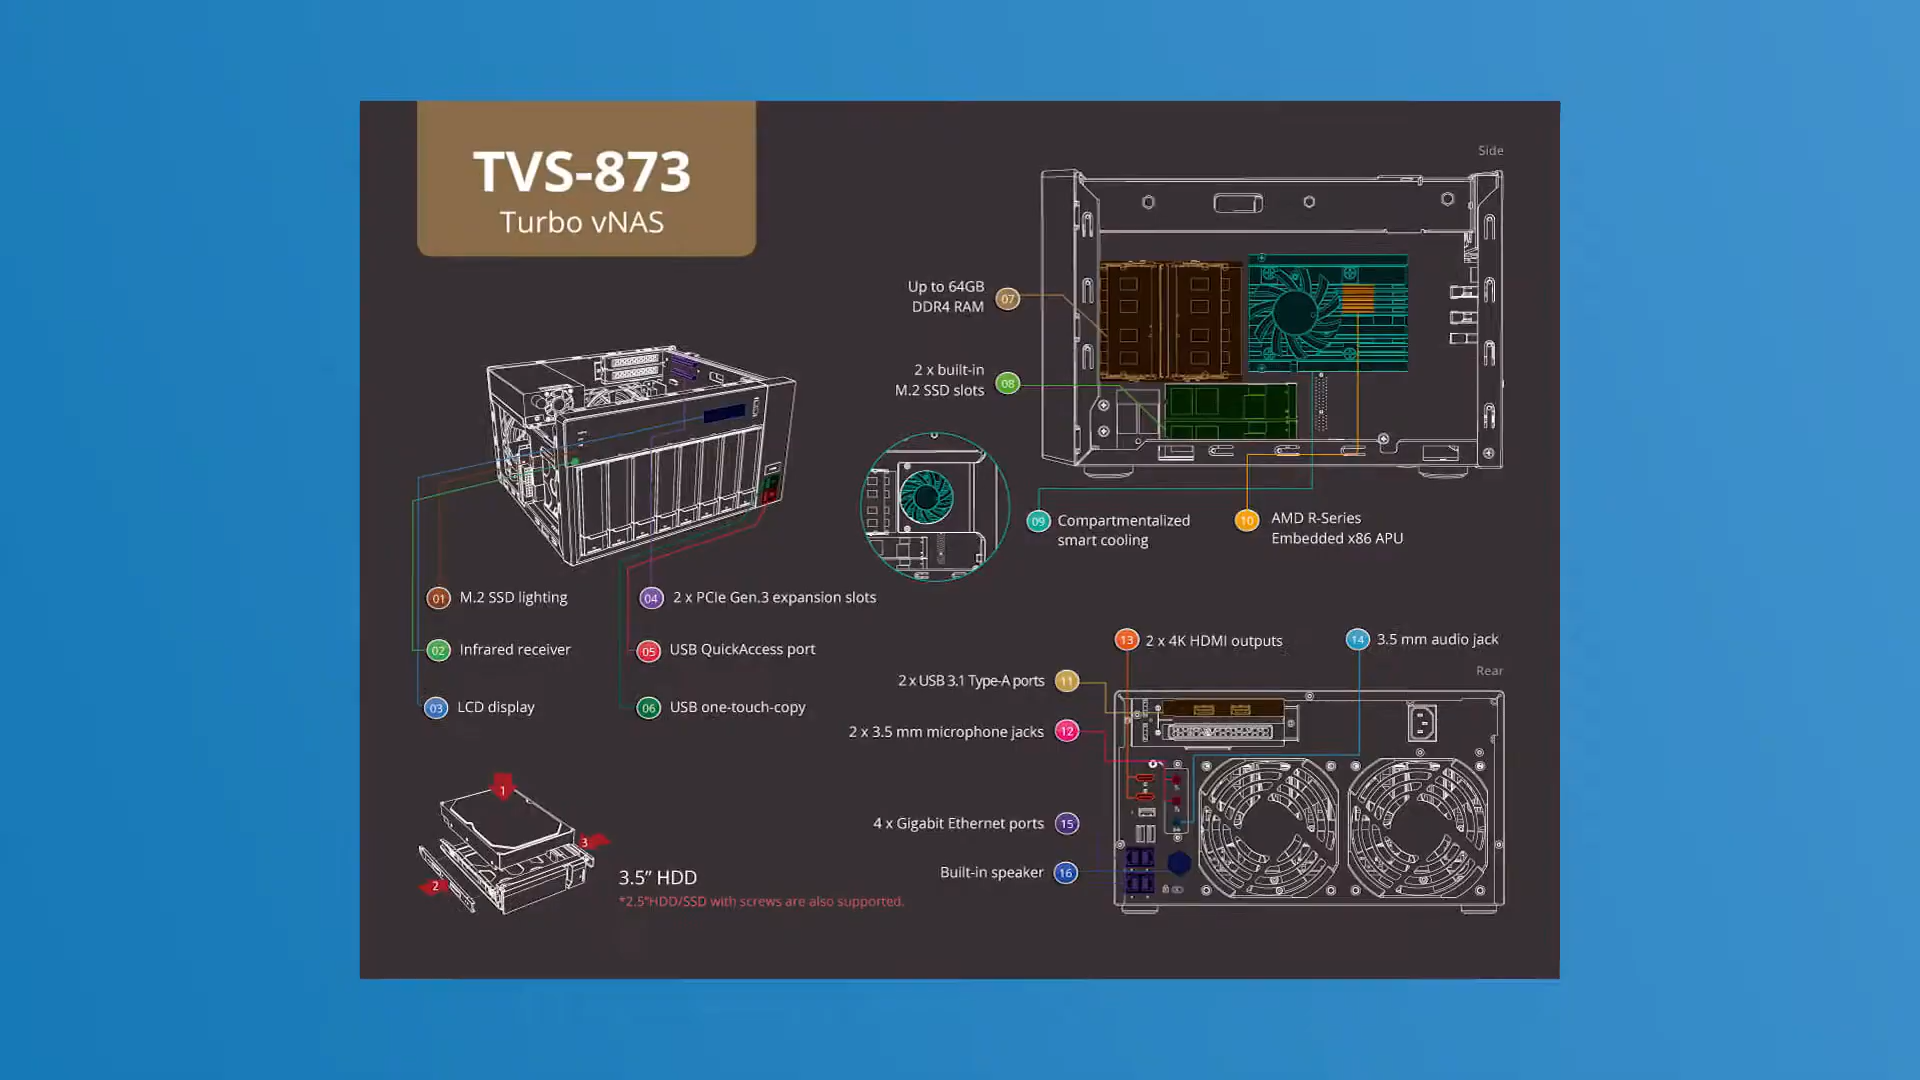 TVS-873
Turbo vNAS
Side
07 Up to 64GB
DDR4 RAM
08 2 x built-in
M.2 SSD slots
09 Compartmentalized
smart cooling
10 AMD R-Series
Embedded x86 APU
01 M.2 SSD lighting
02 Infrared receiver
03 LCD display
04 2 x PCIe Gen.3 expansion slots
05 USB QuickAccess port
06 USB one-touch-copy
13 2 x 4K HDMI outputs
14 3.5 mm audio jack
Rear
2 x USB 3.1 Type-A ports 11
2 x 3.5 mm microphone jacks 12
4 x Gigabit Ethernet ports 15
Built-in speaker 16
1
2
3
3.5” HDD
*2.5"HDD/SSD with screws are also supported.